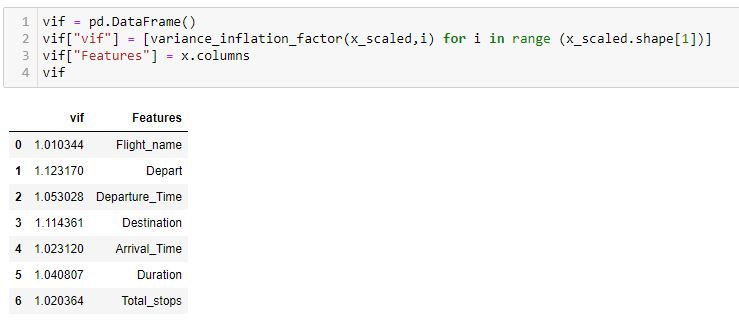 1 vif = pd.DataFrame()
2 vif["vif"] = [variance_inflation_factor(x_scaled,i) for i in range (x_scaled.shape[1])]
3 vif["Features"] = x.columns
4 vif
vif Features
0 1.010344 Flight_name
1 1.123170 Depart
2 1.053028 Departure_Time
3 1.114361 Destination
4 1.023120 Arrival_Time
5 1.040807 Duration
6 1.020364 Total_stops